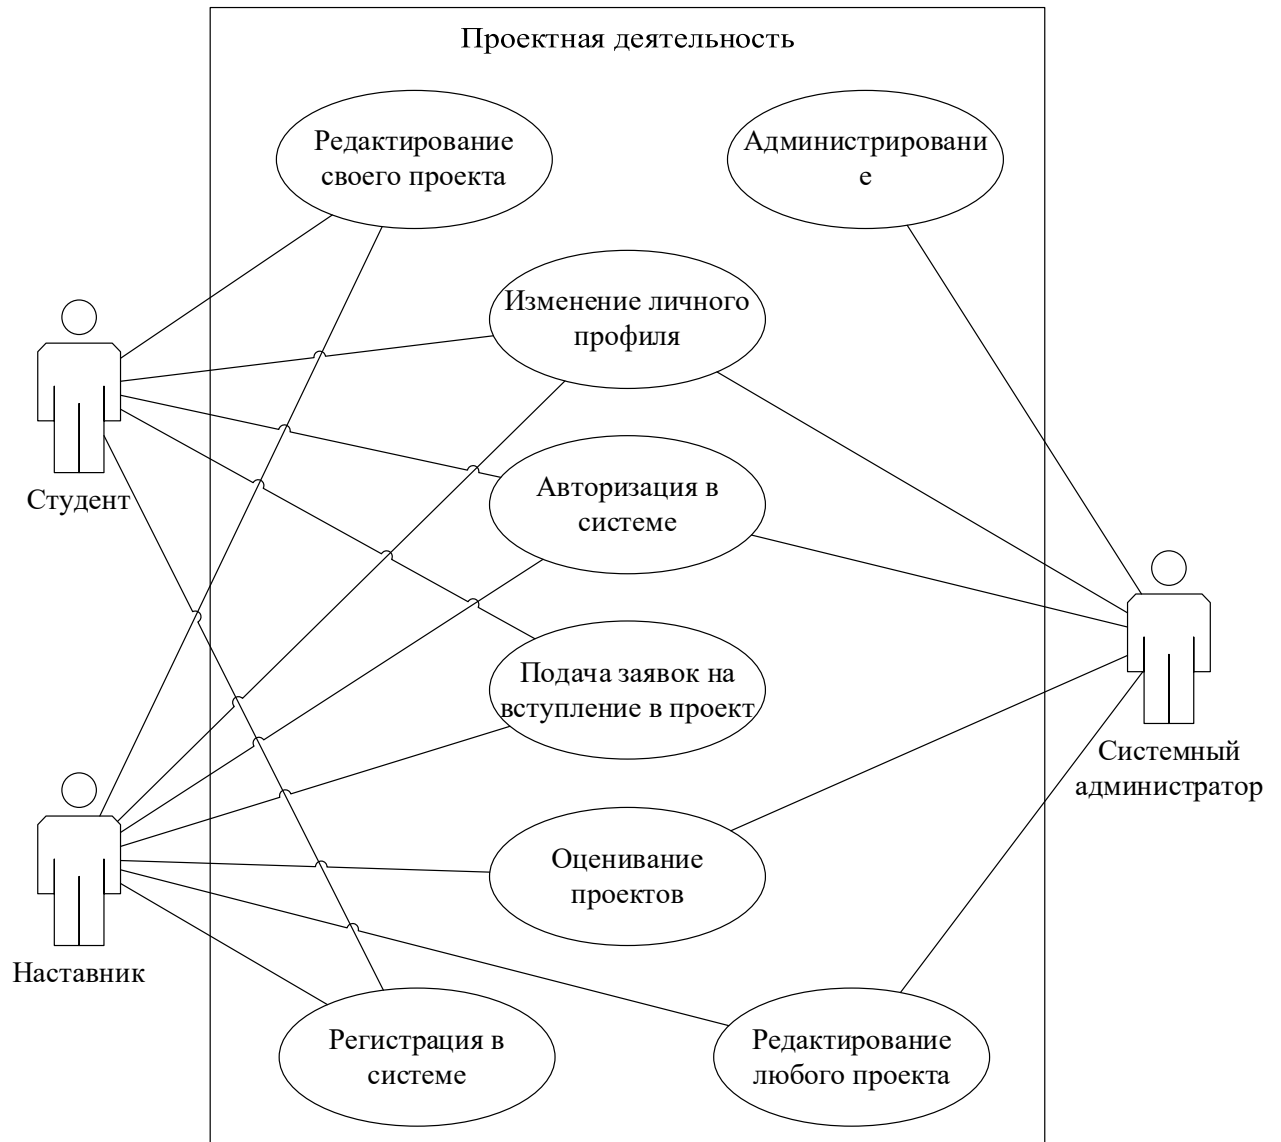 Проектная деятельность
Редактирование
своего проекта
Администрировани
е
Изменение личного
профиля
Авторизация в
системе
Студент
Подача заявок на
вступление в проект
Системный
администратор
Оценивание
проектов
Наставник
Регистрация в
системе
Редактирование
любого проекта